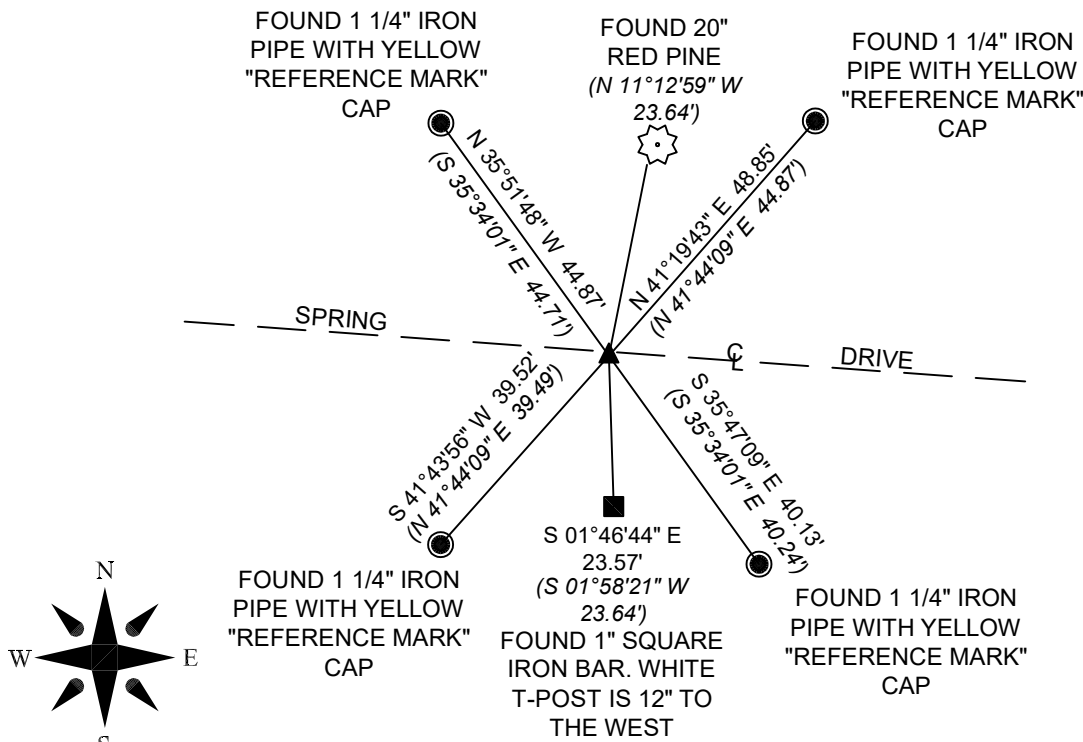 FOUND 1 1/4" IRON
PIPE WITH YELLOW
"REFERENCE MARK"
CAP
FOUND 20"
RED PINE
(N 11°12'59" W
23.64')
FOUND 1 1/4" IRON
PIPE WITH YELLOW
"REFERENCE MARK"
CAP
N 35°51'48" W 44.87'
(S 35°34'01" E 44.71')
N 41°19'43" E 48.85'
(N 41°44'09" E 44.87')
SPRING
CL
DRIVE
S 41°43'56" W 39.52'
(N 41°44'09" E 39.49')
S 35°47'09" E 40.13'
(S 35°34'01" E 40.24')
S 01°46'44" E
23.57'
(S 01°58'21" W
23.64')
FOUND 1" SQUARE
IRON BAR. WHITE
T-POST IS 12" TO
THE WEST
FOUND 1 1/4" IRON
PIPE WITH YELLOW
"REFERENCE MARK"
CAP
FOUND 1 1/4" IRON
PIPE WITH YELLOW
"REFERENCE MARK"
CAP
N
W E
S